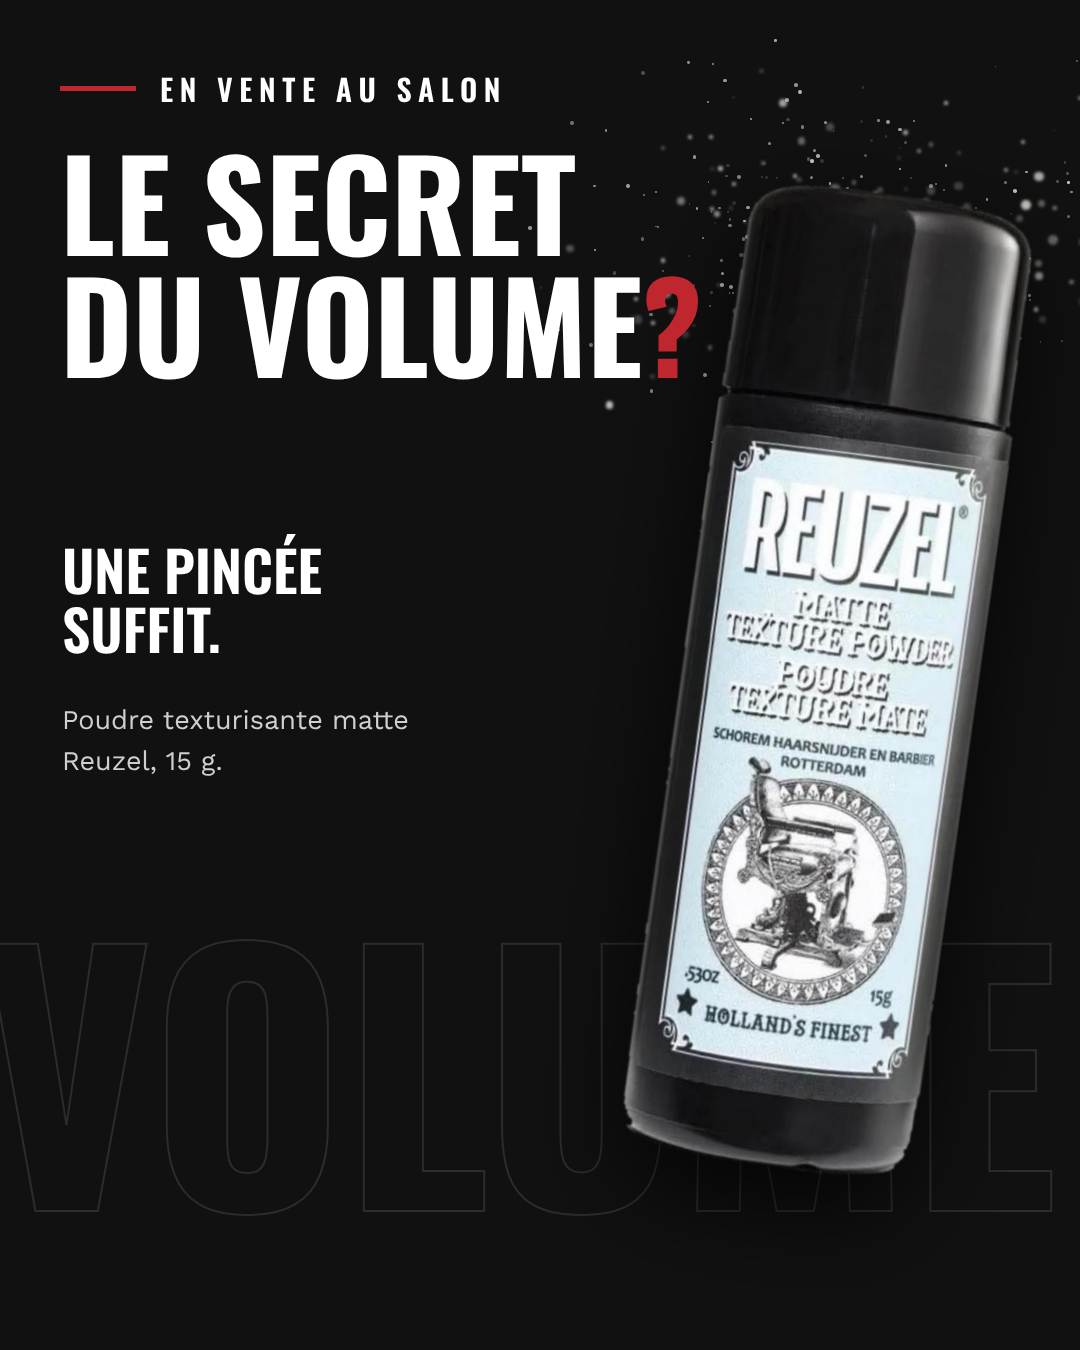 EN VENTE AU SALON
LE SECRET
DU VOLUME?
UNE PINCÉE
SUFFIT.
Poudre texturisante matte
Reuzel, 15 g.
REUZEL®
MATTE
TEXTURE POWDER
POUDRE
TEXTURE MATE
SCHOREM HAARSNIJDER EN BARBIER
ROTTERDAM
.53OZ
15g
HOLLAND'S FINEST
VOLUME